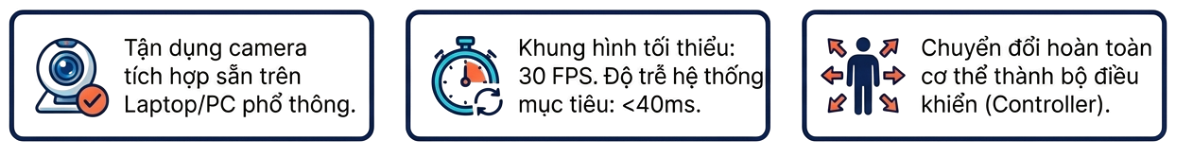 Tận dụng camera
tích hợp sẵn trên
Laptop/PC phổ thông.
Khung hình tối thiểu:
30 FPS. Độ trễ hệ thống
mục tiêu: <40ms.
Chuyển đổi hoàn toàn
cơ thể thành bộ điều
khiển (Controller).